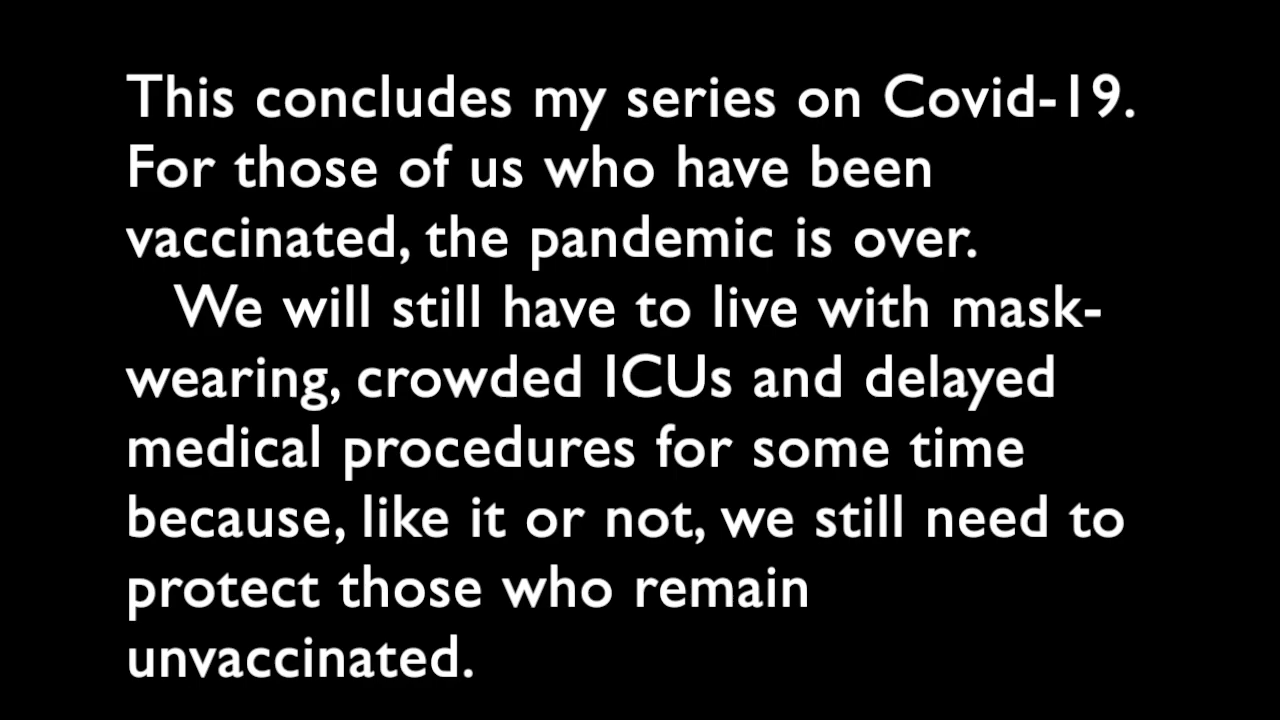 This concludes my series on Covid-19.
For those of us who have been
vaccinated, the pandemic is over.
We will still have to live with mask-
wearing, crowded ICUs and delayed
medical procedures for some time
because, like it or not, we still need to
protect those who remain
unvaccinated.